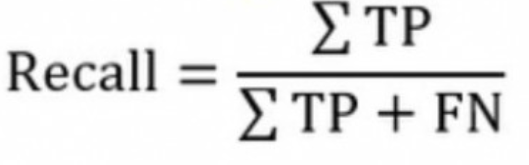 Recall = ∑ TP / ∑ TP + FN